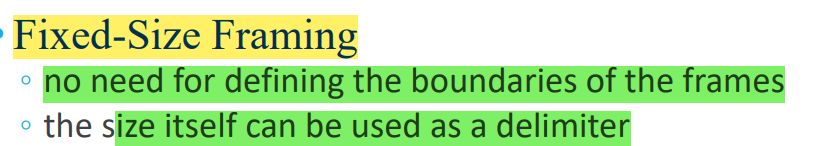 Fixed-Size Framing
no need for defining the boundaries of the frames
the size itself can be used as a delimiter